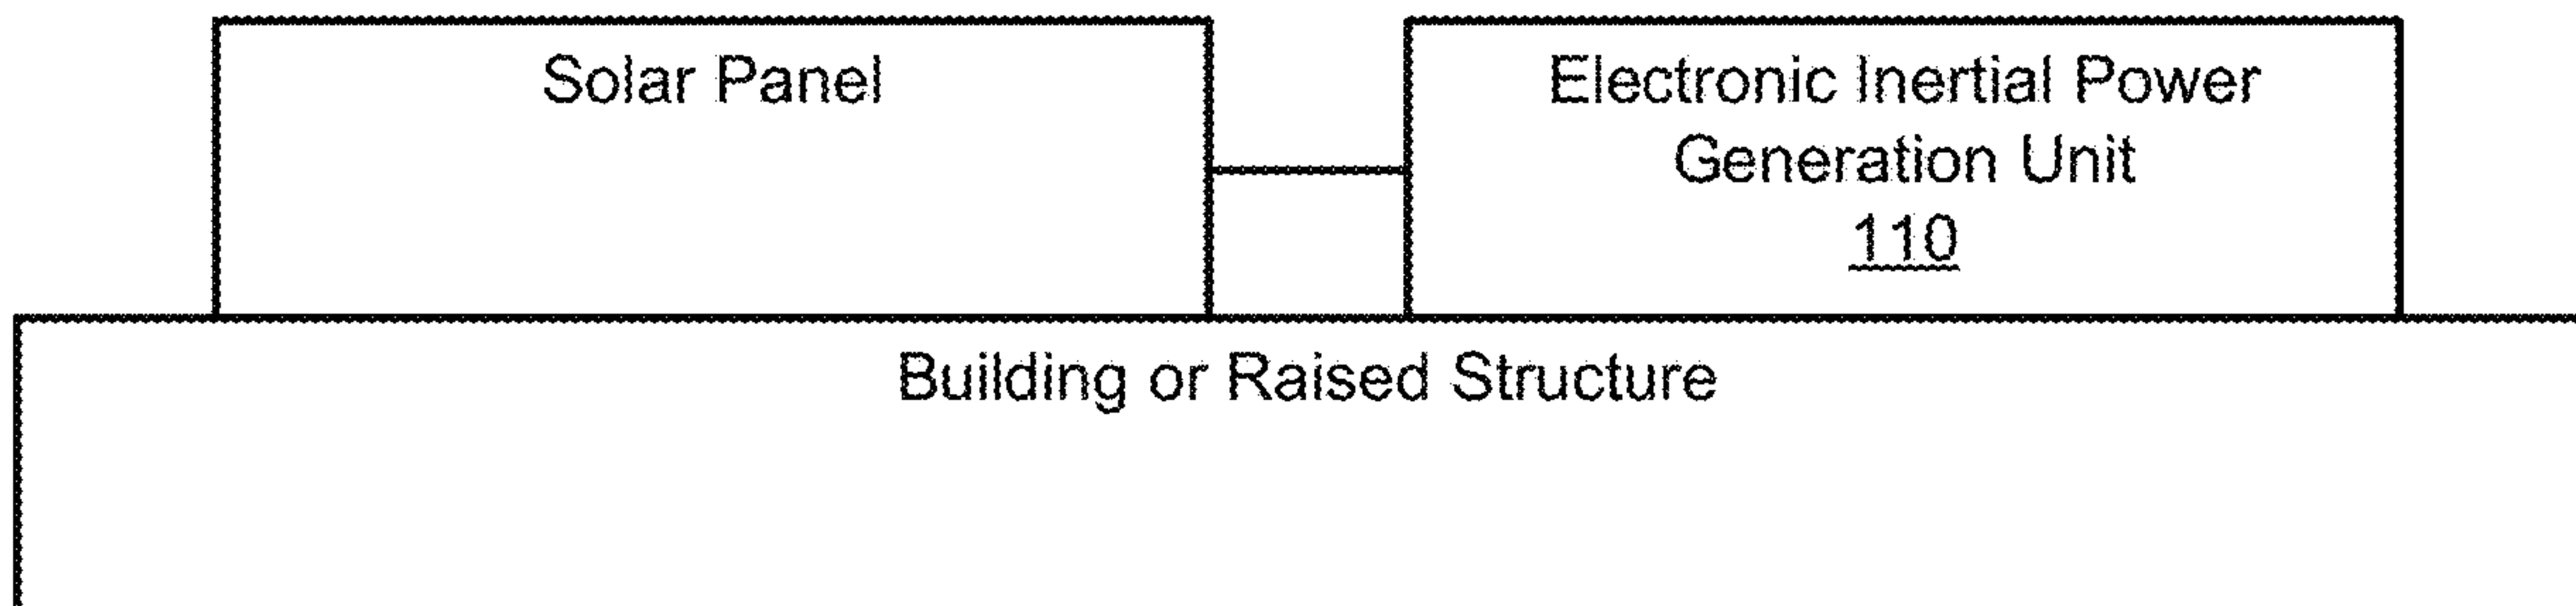 Solar Panel
Electronic Inertial Power
Generation Unit
110
Building or Raised Structure